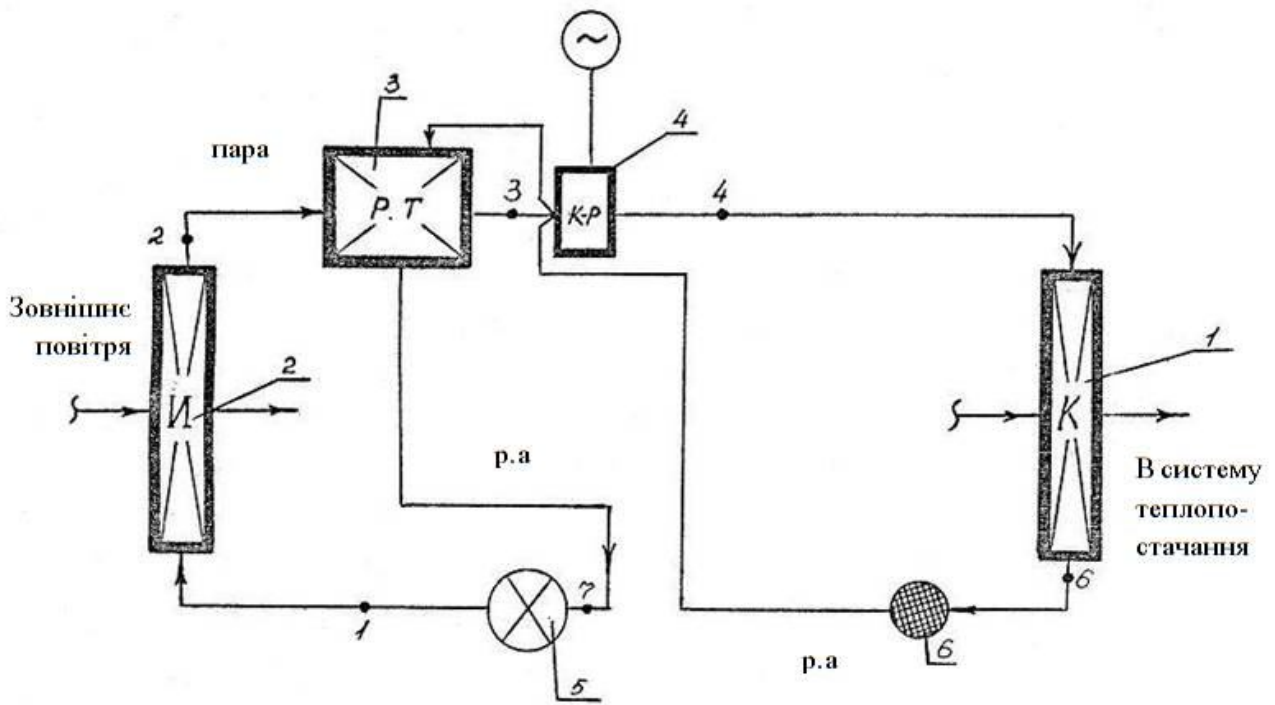 ~
3
4
пара
Р.Т
3
К-Р
4
2
Зовнішнє
повітря
1
2
И
К
р.а
В систему
теплопо-
стачання
6
7
1
6
р.а
5